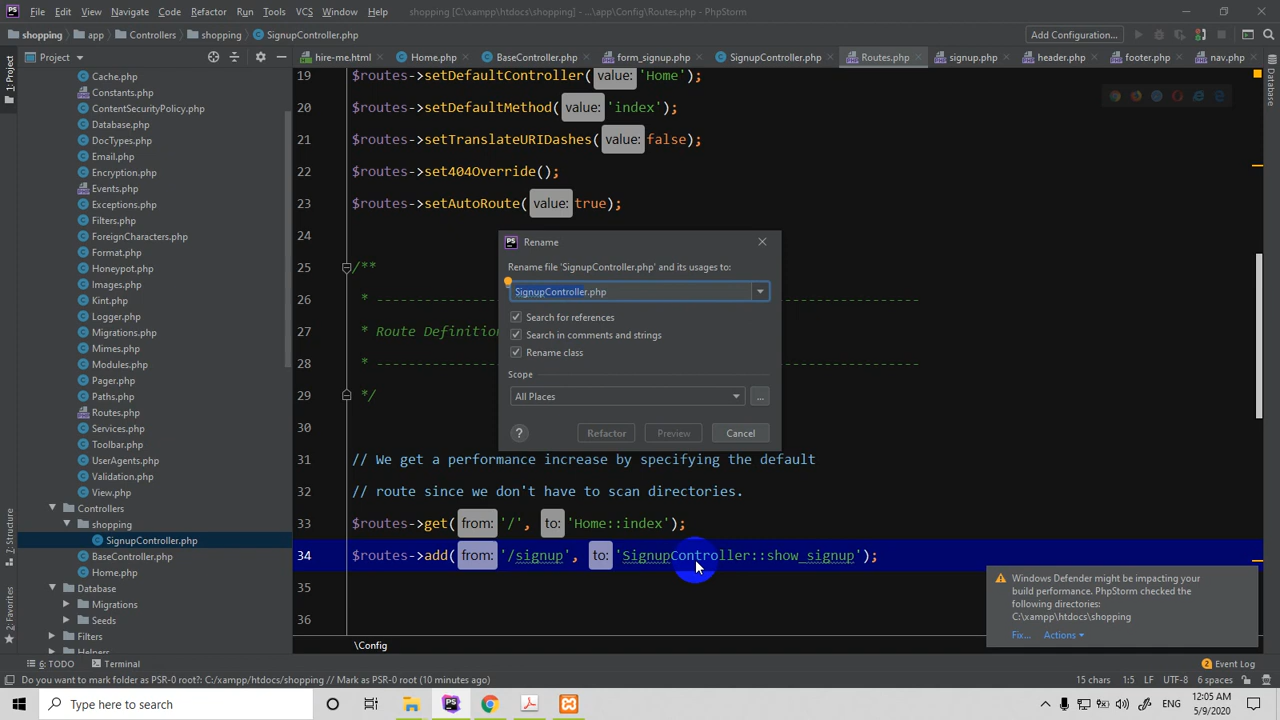 File Edit View Navigate Code Refactor Run Tools VCS Window Help shopping [C:\xampp\htdocs\shopping] - ...\app\Config\Routes.php - PhpStorm
shopping app Controllers shopping SignupController.php Add Configuration...
Project hire-me.html Home.php BaseController.php form_signup.php SignupController.php Routes.php signup.php header.php footer.php nav.php
1: Project
7: Structure
2: Favorites
Database
Cache.php
Constants.php
ContentSecurityPolicy.php
Database.php
DocTypes.php
Email.php
Encryption.php
Events.php
Exceptions.php
Filters.php
ForeignCharacters.php
Format.php
Honeypot.php
Images.php
Kint.php
Logger.php
Migrations.php
Mimes.php
Modules.php
Pager.php
Paths.php
Routes.php
Services.php
Toolbar.php
UserAgents.php
Validation.php
View.php
Controllers
shopping
SignupController.php
BaseController.php
Home.php
Database
Migrations
Seeds
Filters
Helpers
19 $routes->setDefaultController( value: 'Home');
20 $routes->setDefaultMethod( value: 'index');
21 $routes->setTranslateURIDashes( value: false);
22 $routes->set404Override();
23 $routes->setAutoRoute( value: true);
24
25 /**
26 * --------------------------------------------------------------------
27 * Route Definition
28 * --------------------------------------------------------------------
29 */
30
31 // We get a performance increase by specifying the default
32 // route since we don't have to scan directories.
33 $routes->get( from: '/', to: 'Home::index');
34 $routes->add( from: '/signup', to: 'SignupController::show_signup');
35
36
\Config
PS Rename
Rename file 'SignupController.php' and its usages to:
SignupController.php
Search for references
Search in comments and strings
Rename class
Scope
All Places ...
? Refactor Preview Cancel
Windows Defender might be impacting your
build performance. PhpStorm checked the
following directories:
C:\xampp\htdocs\shopping
Fix... Actions
6: TODO Terminal Event Log
Do you want to mark folder as PSR-0 root?: C:/xampp/htdocs/shopping // Mark as PSR-0 root (10 minutes ago) 15 chars 1:5 LF UTF-8 6 spaces
Type here to search ENG 12:05 AM
5/9/2020